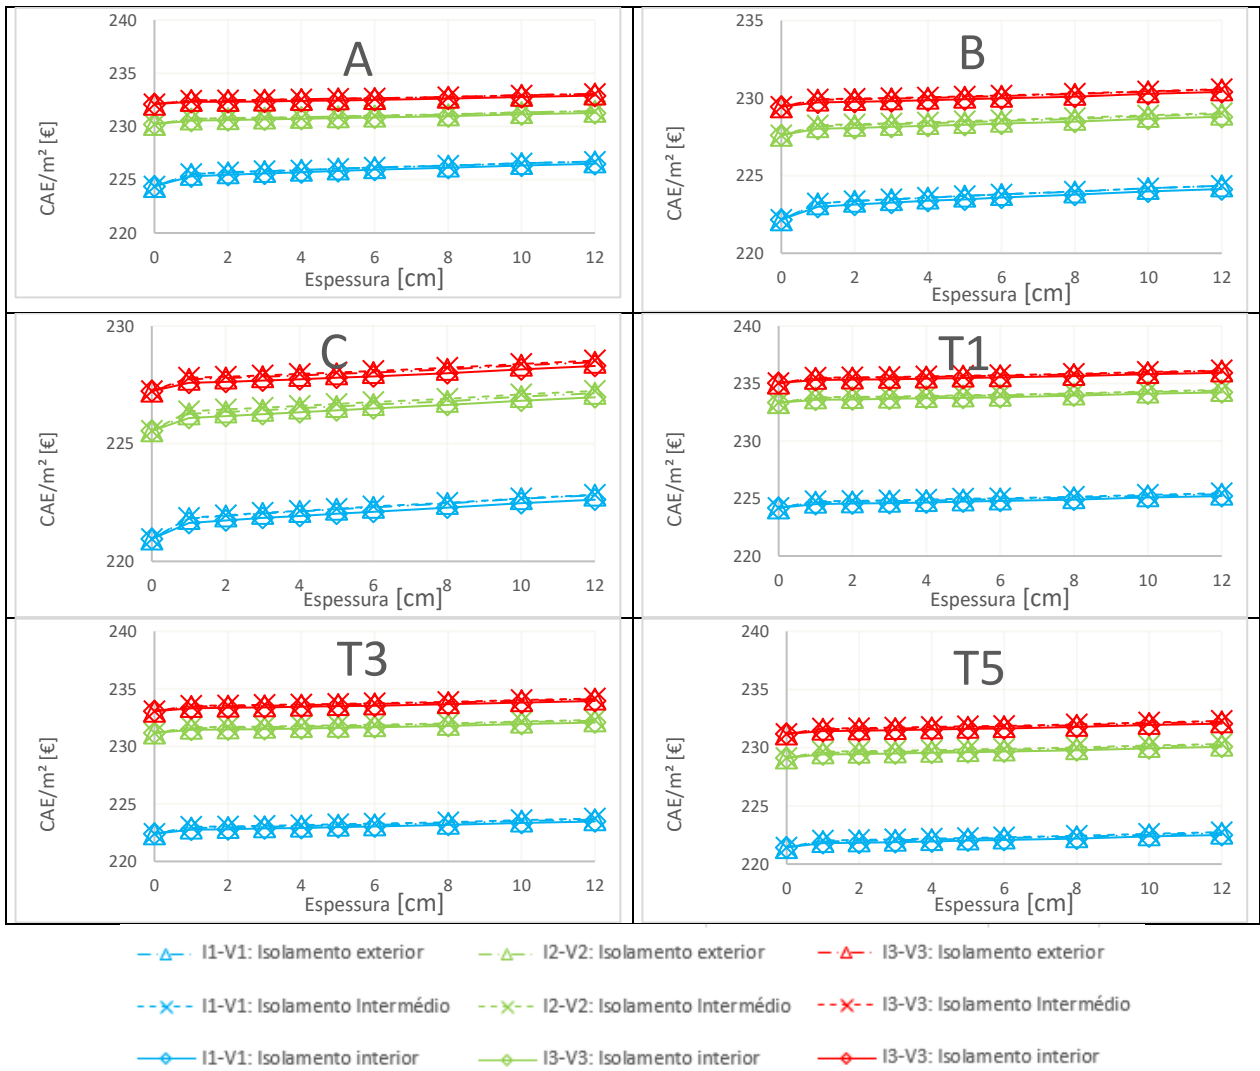 A
CAE/m² [€]
240
235
230
225
220
0 2 4 6 8 10 12
Espessura [cm]
B
CAE/m² [€]
235
230
225
220
0 2 4 6 8 10 12
Espessura [cm]
C
CAE/m² [€]
230
225
220
0 2 4 6 8 10 12
Espessura [cm]
T1
CAE/m² [€]
240
235
230
225
220
0 2 4 6 8 10 12
Espessura [cm]
T3
CAE/m² [€]
240
235
230
225
220
0 2 4 6 8 10 12
Espessura [cm]
T5
CAE/m² [€]
240
235
230
225
220
0 2 4 6 8 10 12
Espessura [cm]
I1-V1: Isolamento exterior I2-V2: Isolamento exterior I3-V3: Isolamento exterior
I1-V1: Isolamento Intermédio I2-V2: Isolamento Intermédio I3-V3: Isolamento Intermédio
I1-V1: Isolamento interior I3-V3: Isolamento interior I3-V3: Isolamento interior